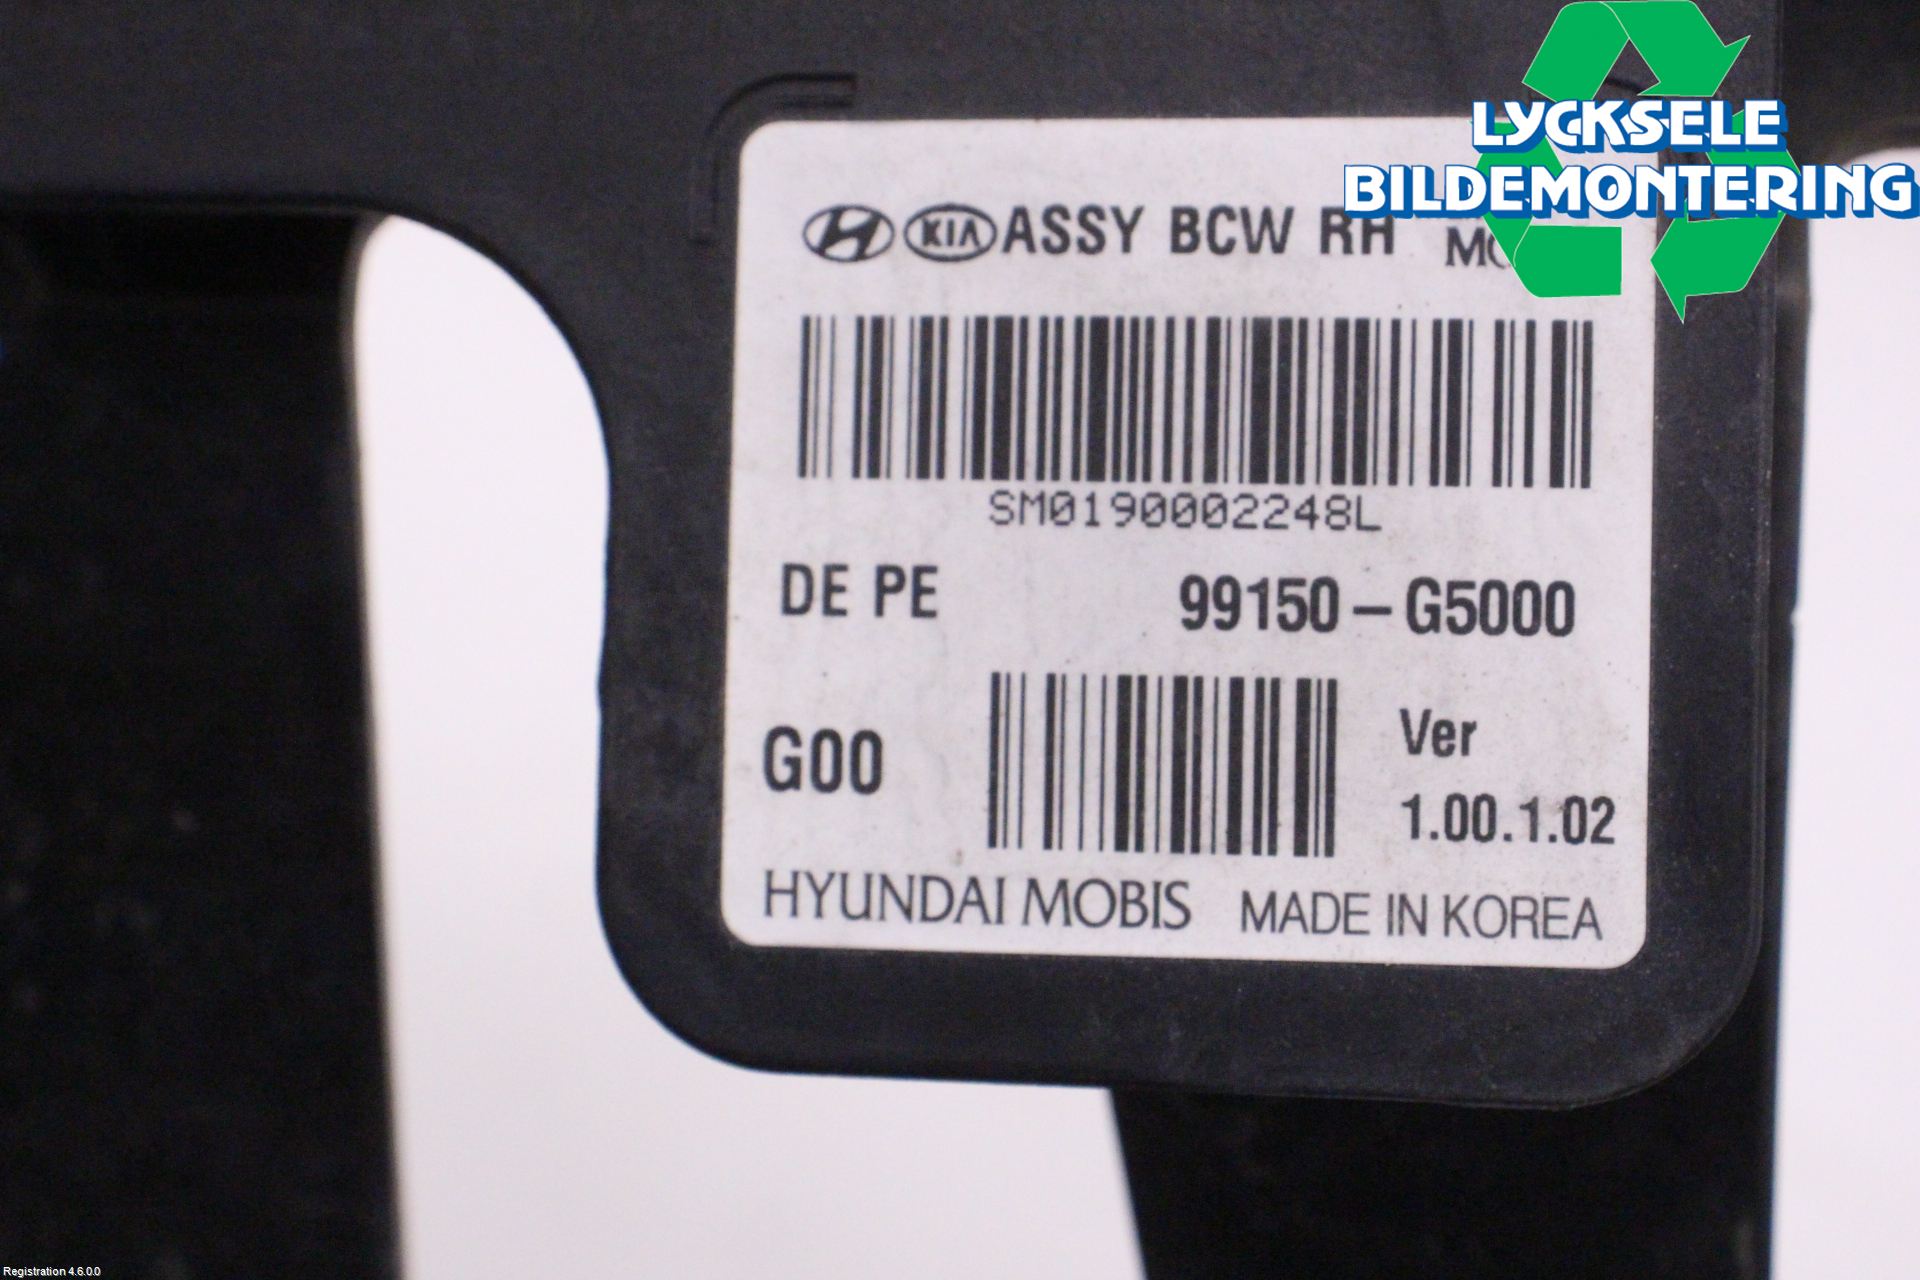 LYCKSELE
BILDEMONTERING
KIA ASSY BCW RH
SM0190002248L
DE PE 99150-G5000
G00
Ver
1.00.1.02
HYUNDAI MOBIS MADE IN KOREA
Registration 4.6.0.0